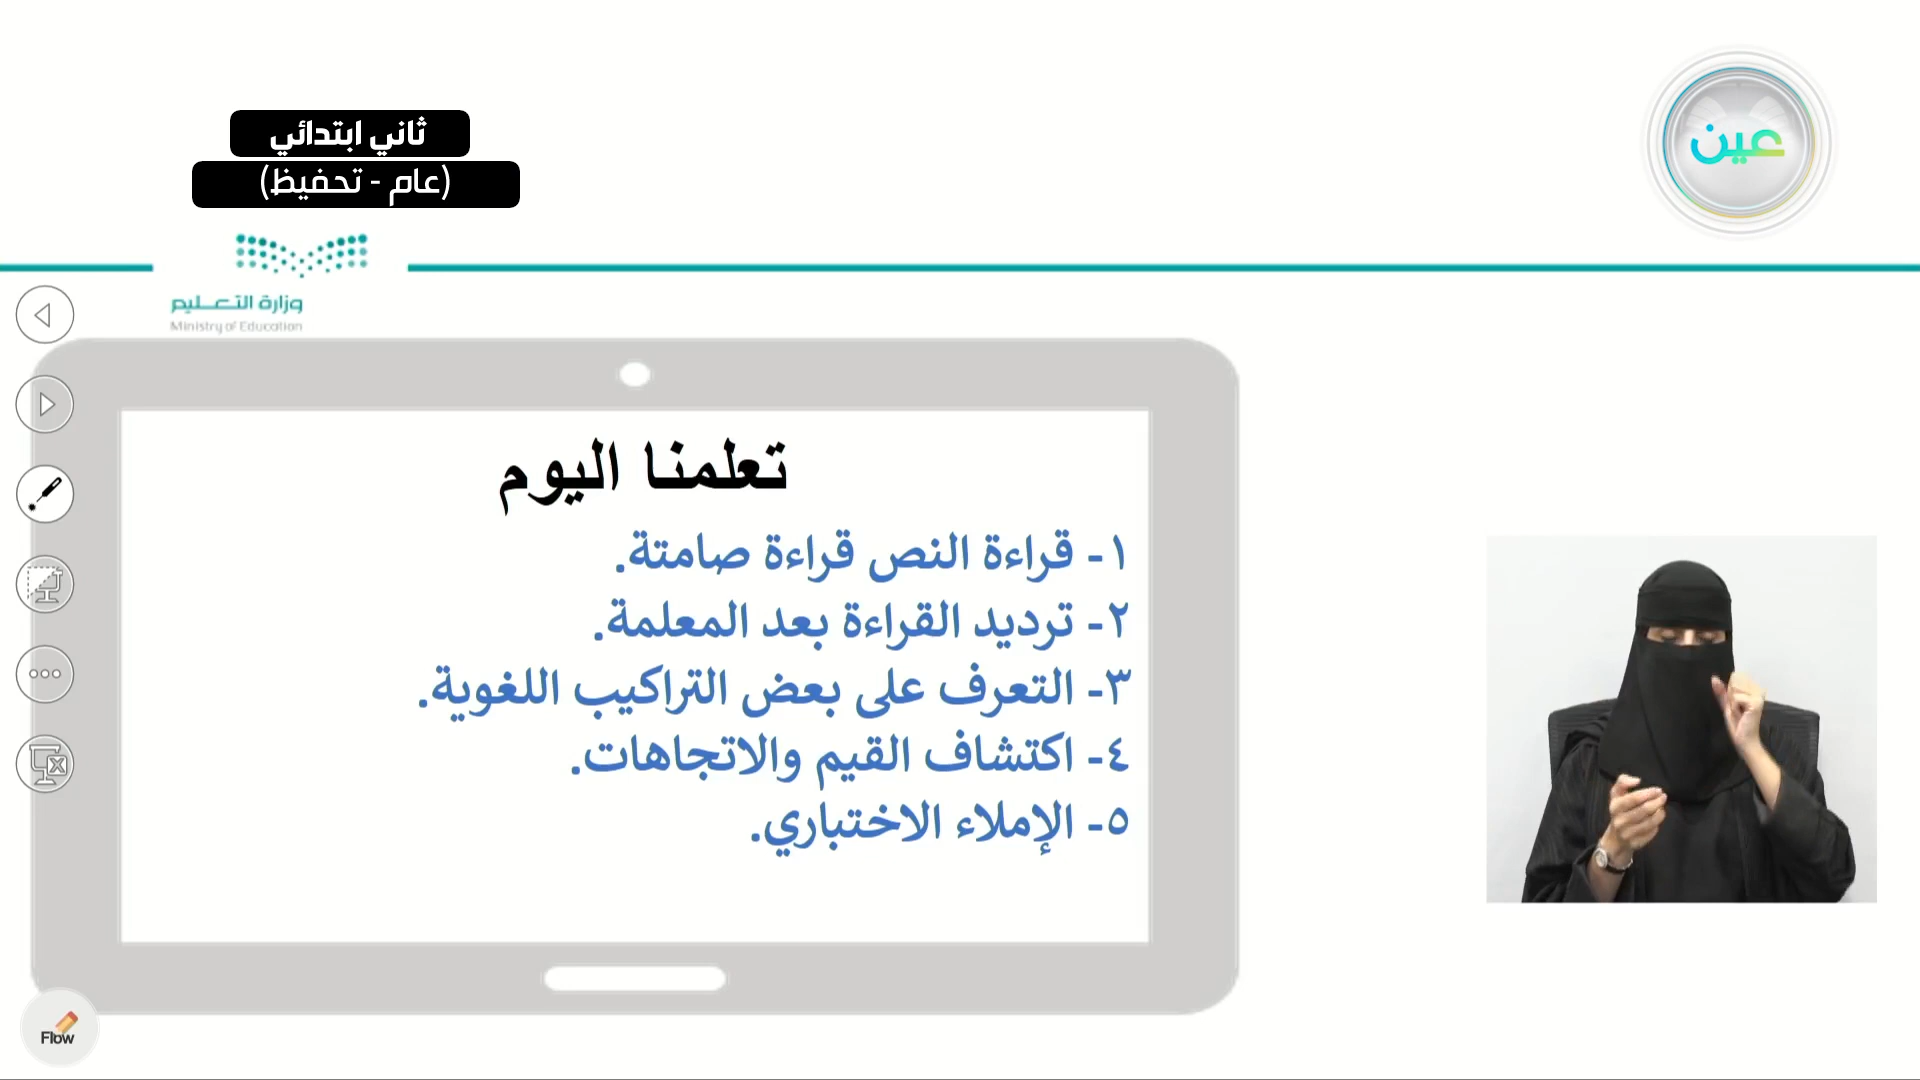 ثاني ابتدائي
(عام - تحفيظ)
عين
وزارة التعليم
Ministry of Education
تعلمنا اليوم
١- قراءة النص قراءة صامتة.
٢- ترديد القراءة بعد المعلمة.
٣- التعرف على بعض التراكيب اللغوية.
٤- اكتشاف القيم والاتجاهات.
٥- الإملاء الاختباري.
Flow